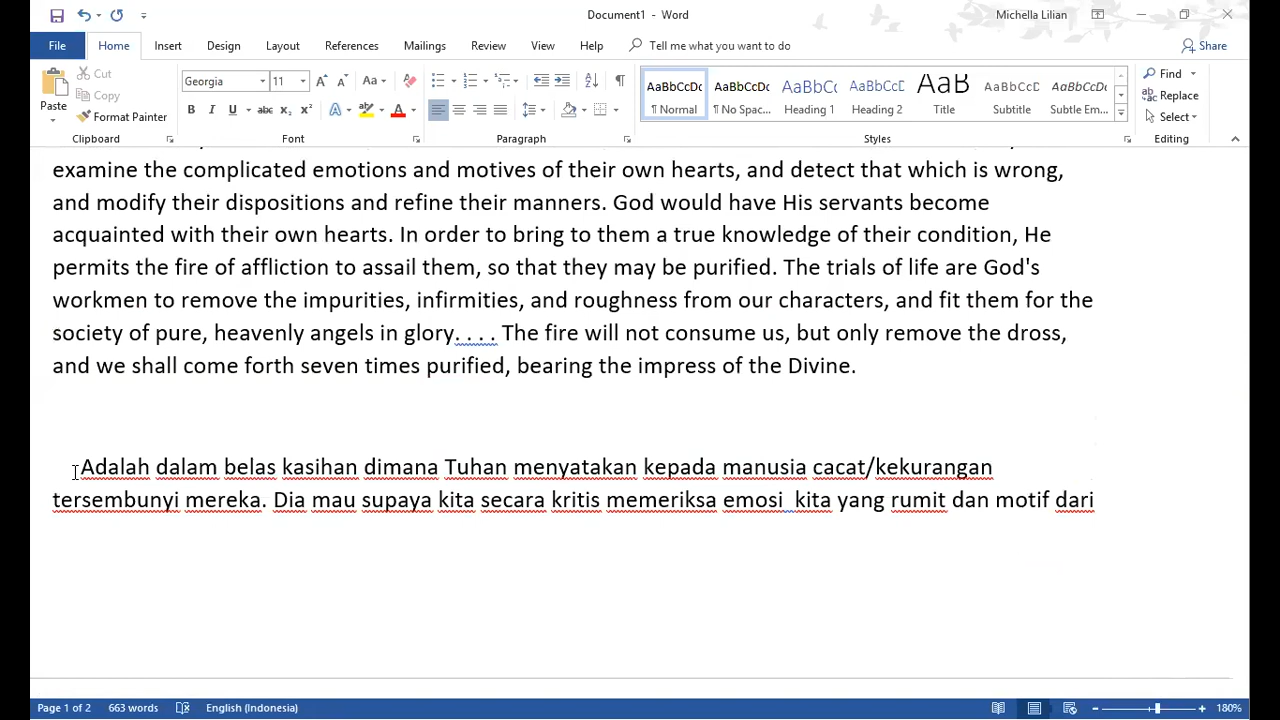 Document1 - Word
Michella Lilian
File Home Insert Design Layout References Mailings Review View Help Tell me what you want to do Share
Paste Cut Copy Format Painter Clipboard
Georgia 11 Aa B I U abc x₂ x² A A Font
Paragraph
AaBbCcDc ¶ Normal
AaBbCcDc ¶ No Spac...
AaBbC Heading 1
AaBbCcD Heading 2
AaB Title
AaBbCcD Subtitle
AaBbCcDc Subtle Em...
Styles
Find Replace Select Editing
examine the complicated emotions and motives of their own hearts, and detect that which is wrong,
and modify their dispositions and refine their manners. God would have His servants become
acquainted with their own hearts. In order to bring to them a true knowledge of their condition, He
permits the fire of affliction to assail them, so that they may be purified. The trials of life are God's
workmen to remove the impurities, infirmities, and roughness from our characters, and fit them for the
society of pure, heavenly angels in glory. . . . The fire will not consume us, but only remove the dross,
and we shall come forth seven times purified, bearing the impress of the Divine.
Adalah dalam belas kasihan dimana Tuhan menyatakan kepada manusia cacat/kekurangan
tersembunyi mereka. Dia mau supaya kita secara kritis memeriksa emosi  kita yang rumit dan motif dari
Page 1 of 2 663 words English (Indonesia) 180%